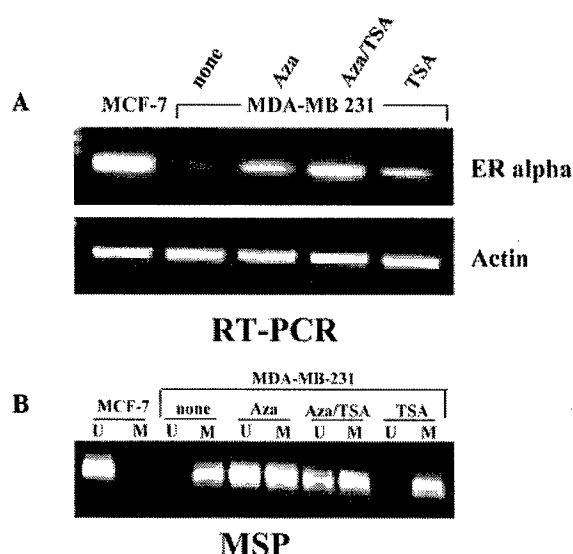 none Aza Aza/TSA TSA
A MCF-7 MDA-MB 231
ER alpha
Actin
RT-PCR
MDA-MB-231
B MCF-7 none Aza Aza/TSA TSA
U M U M U M U M U M
MSP